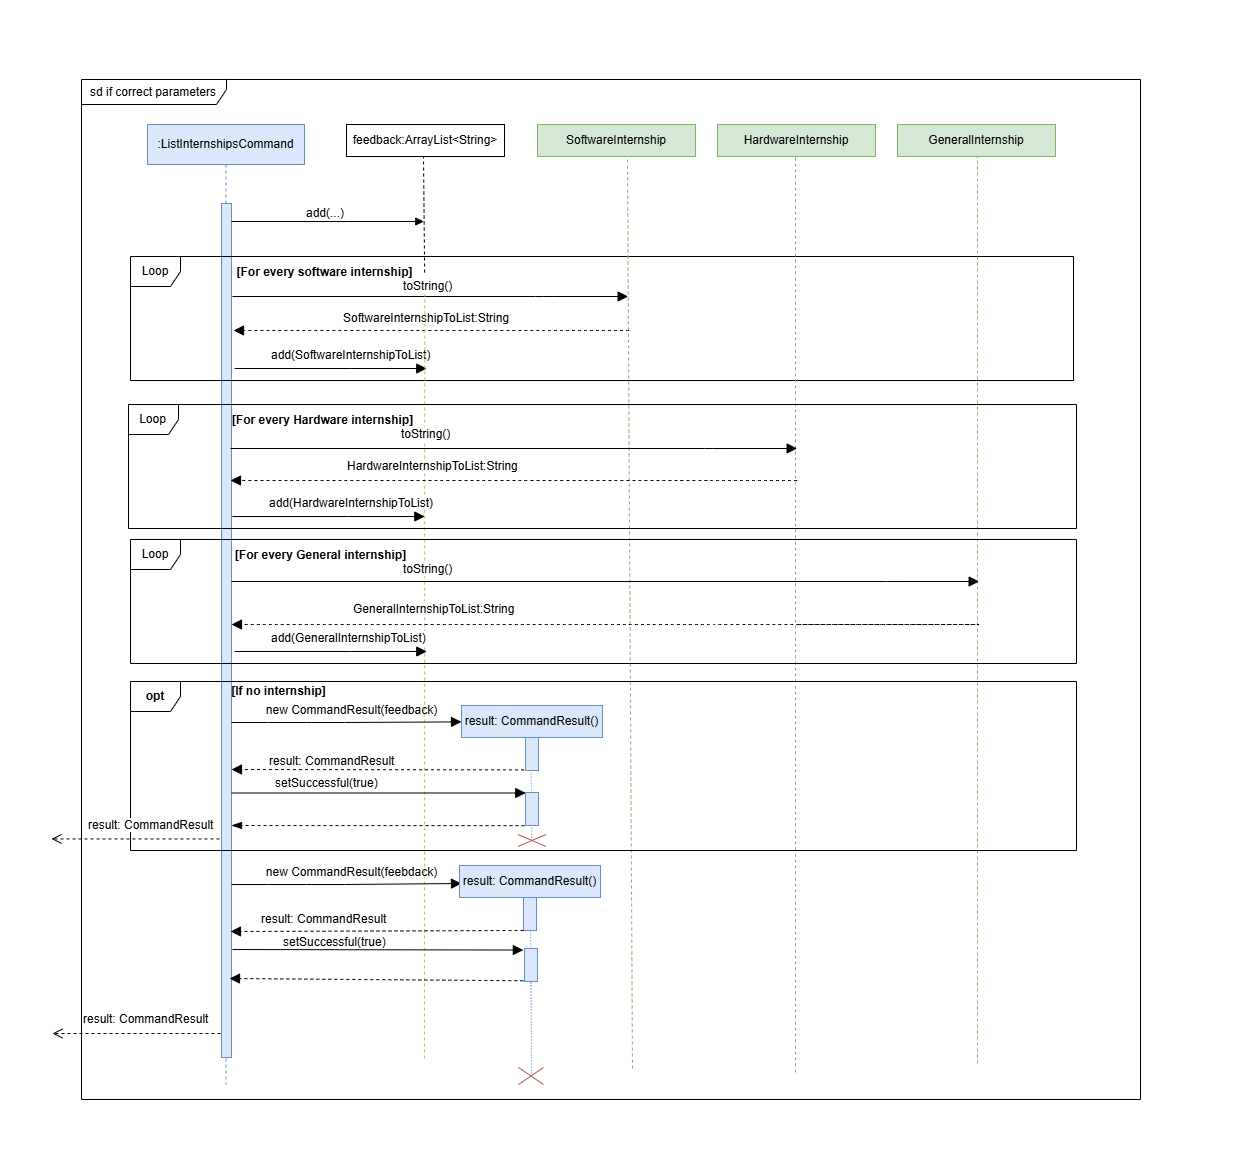 sd if correct parameters
:ListInternshipsCommand
feedback:ArrayList<String>
SoftwareInternship
HardwareInternship
GeneralInternship
add(...)
Loop
[For every software internship]
toString()
SoftwareInternshipToList:String
add(SoftwareInternshipToList)
Loop
[For every Hardware internship]
toString()
HardwareInternshipToList:String
add(HardwareInternshipToList)
Loop
[For every General internship]
toString()
GeneralInternshipToList:String
add(GeneralInternshipToList)
opt
[If no internship]
new CommandResult(feedback)
result: CommandResult()
result: CommandResult
setSuccessful(true)
result: CommandResult
new CommandResult(feebdack)
result: CommandResult()
result: CommandResult
setSuccessful(true)
result: CommandResult